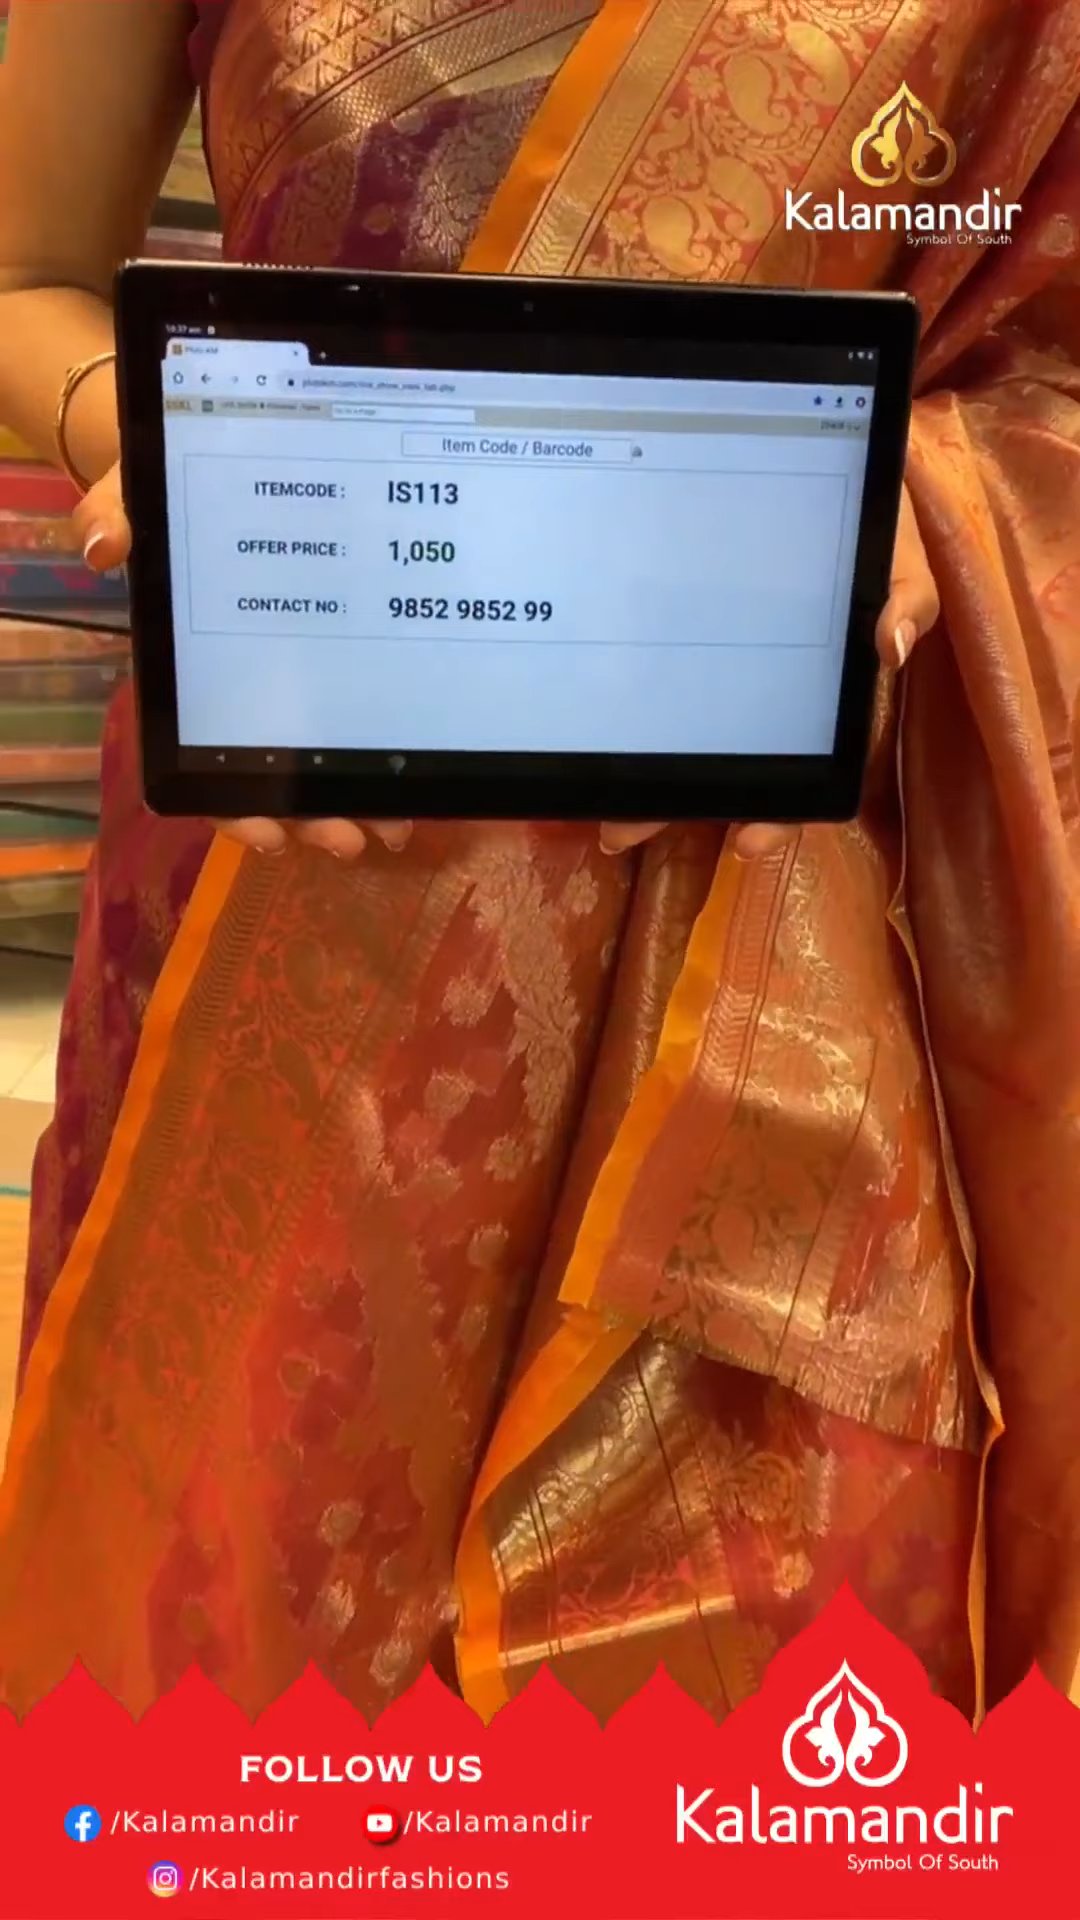 Kalamandir
Symbol Of South
Item Code / Barcode
ITEMCODE : IS113
OFFER PRICE : 1,050
CONTACT NO : 9852 9852 99
FOLLOW US
/Kalamandir /Kalamandir
/Kalamandirfashions
Kalamandir
Symbol Of South